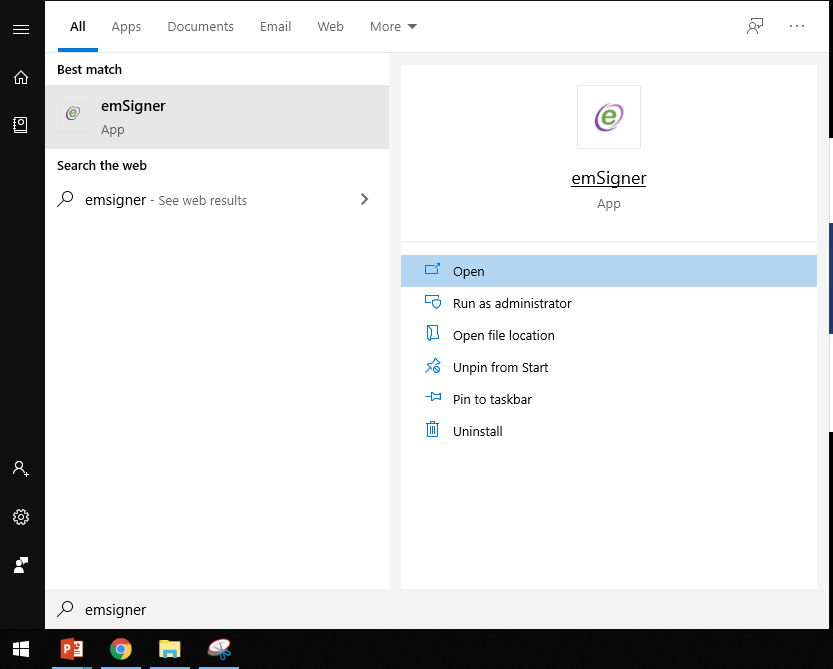 All Apps Documents Email Web More
Best match
emSigner
App
Search the web
emsigner - See web results
emSigner
App
Open
Run as administrator
Open file location
Unpin from Start
Pin to taskbar
Uninstall
emsigner